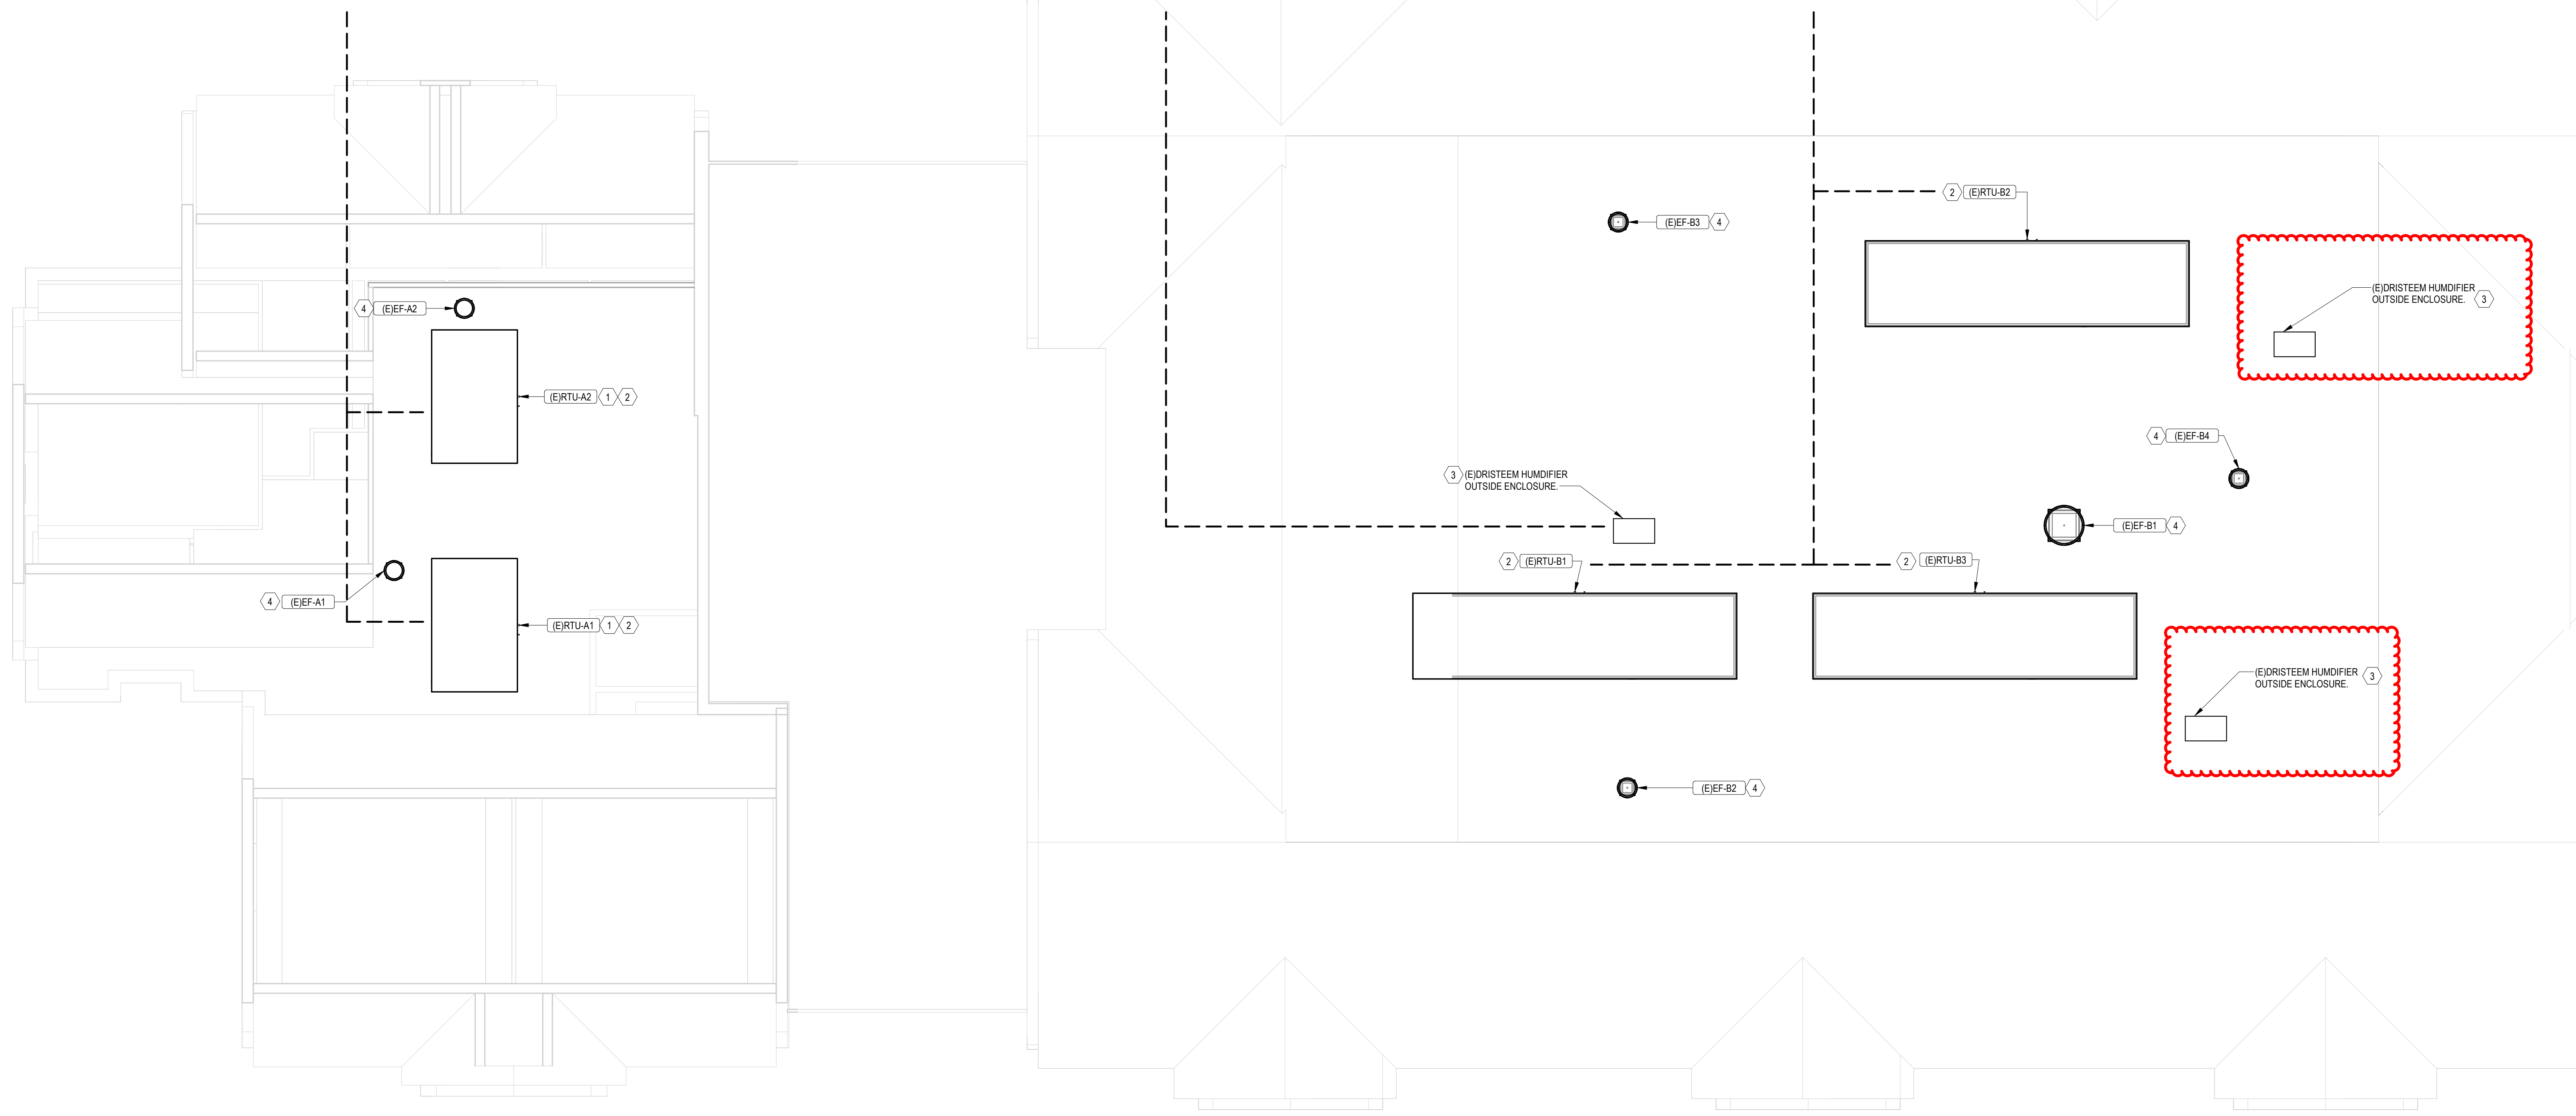 2 (E)RTU-B2
(E)EF-B3 4
(E)DRISTEEM HUMDIFIER
OUTSIDE ENCLOSURE. 3
4 (E)EF-A2
(E)RTU-A2 1 2
4 (E)EF-B4
3 (E)DRISTEEM HUMDIFIER
OUTSIDE ENCLOSURE.
(E)EF-B1 4
2 (E)RTU-B1
2 (E)RTU-B3
4 (E)EF-A1
(E)RTU-A1 1 2
(E)DRISTEEM HUMDIFIER
OUTSIDE ENCLOSURE. 3
(E)EF-B2 4